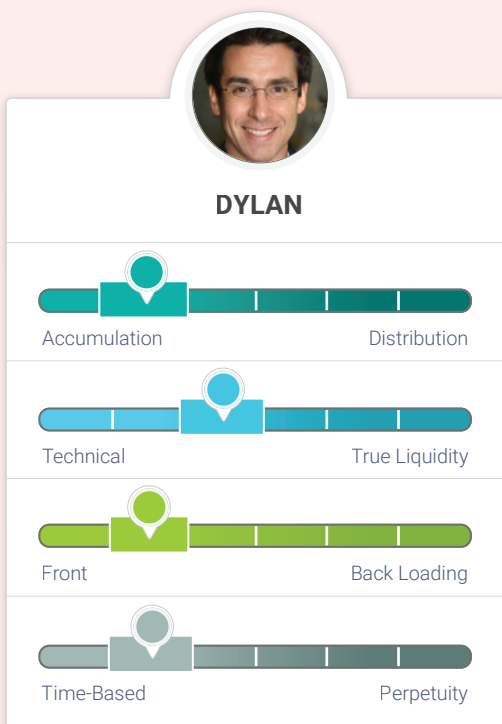 DYLAN
Accumulation Distribution
Technical True Liquidity
Front Back Loading
Time-Based Perpetuity